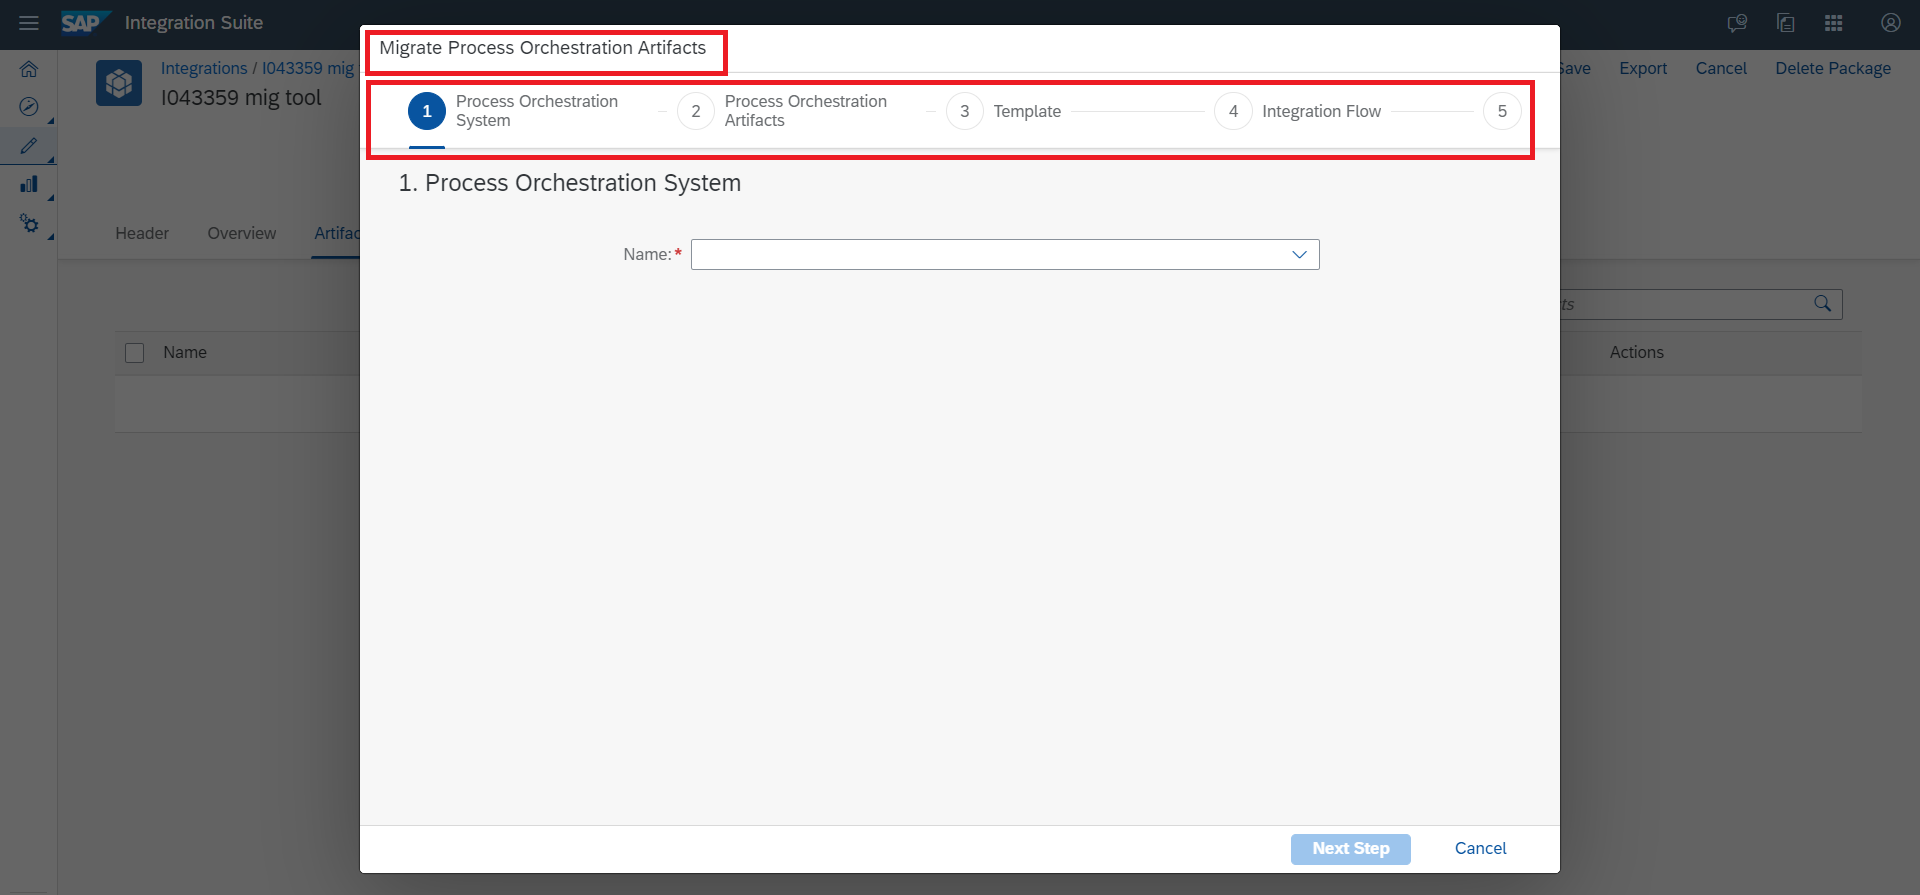 SAP Integration Suite
Migrate Process Orchestration Artifacts
Integrations / I043359 mig
I043359 mig tool
Save Export Cancel Delete Package
1 Process Orchestration System
2 Process Orchestration Artifacts
3 Template
4 Integration Flow
5
1. Process Orchestration System
Header Overview Artifac
Name:*
ts
Name
Actions
Next Step Cancel